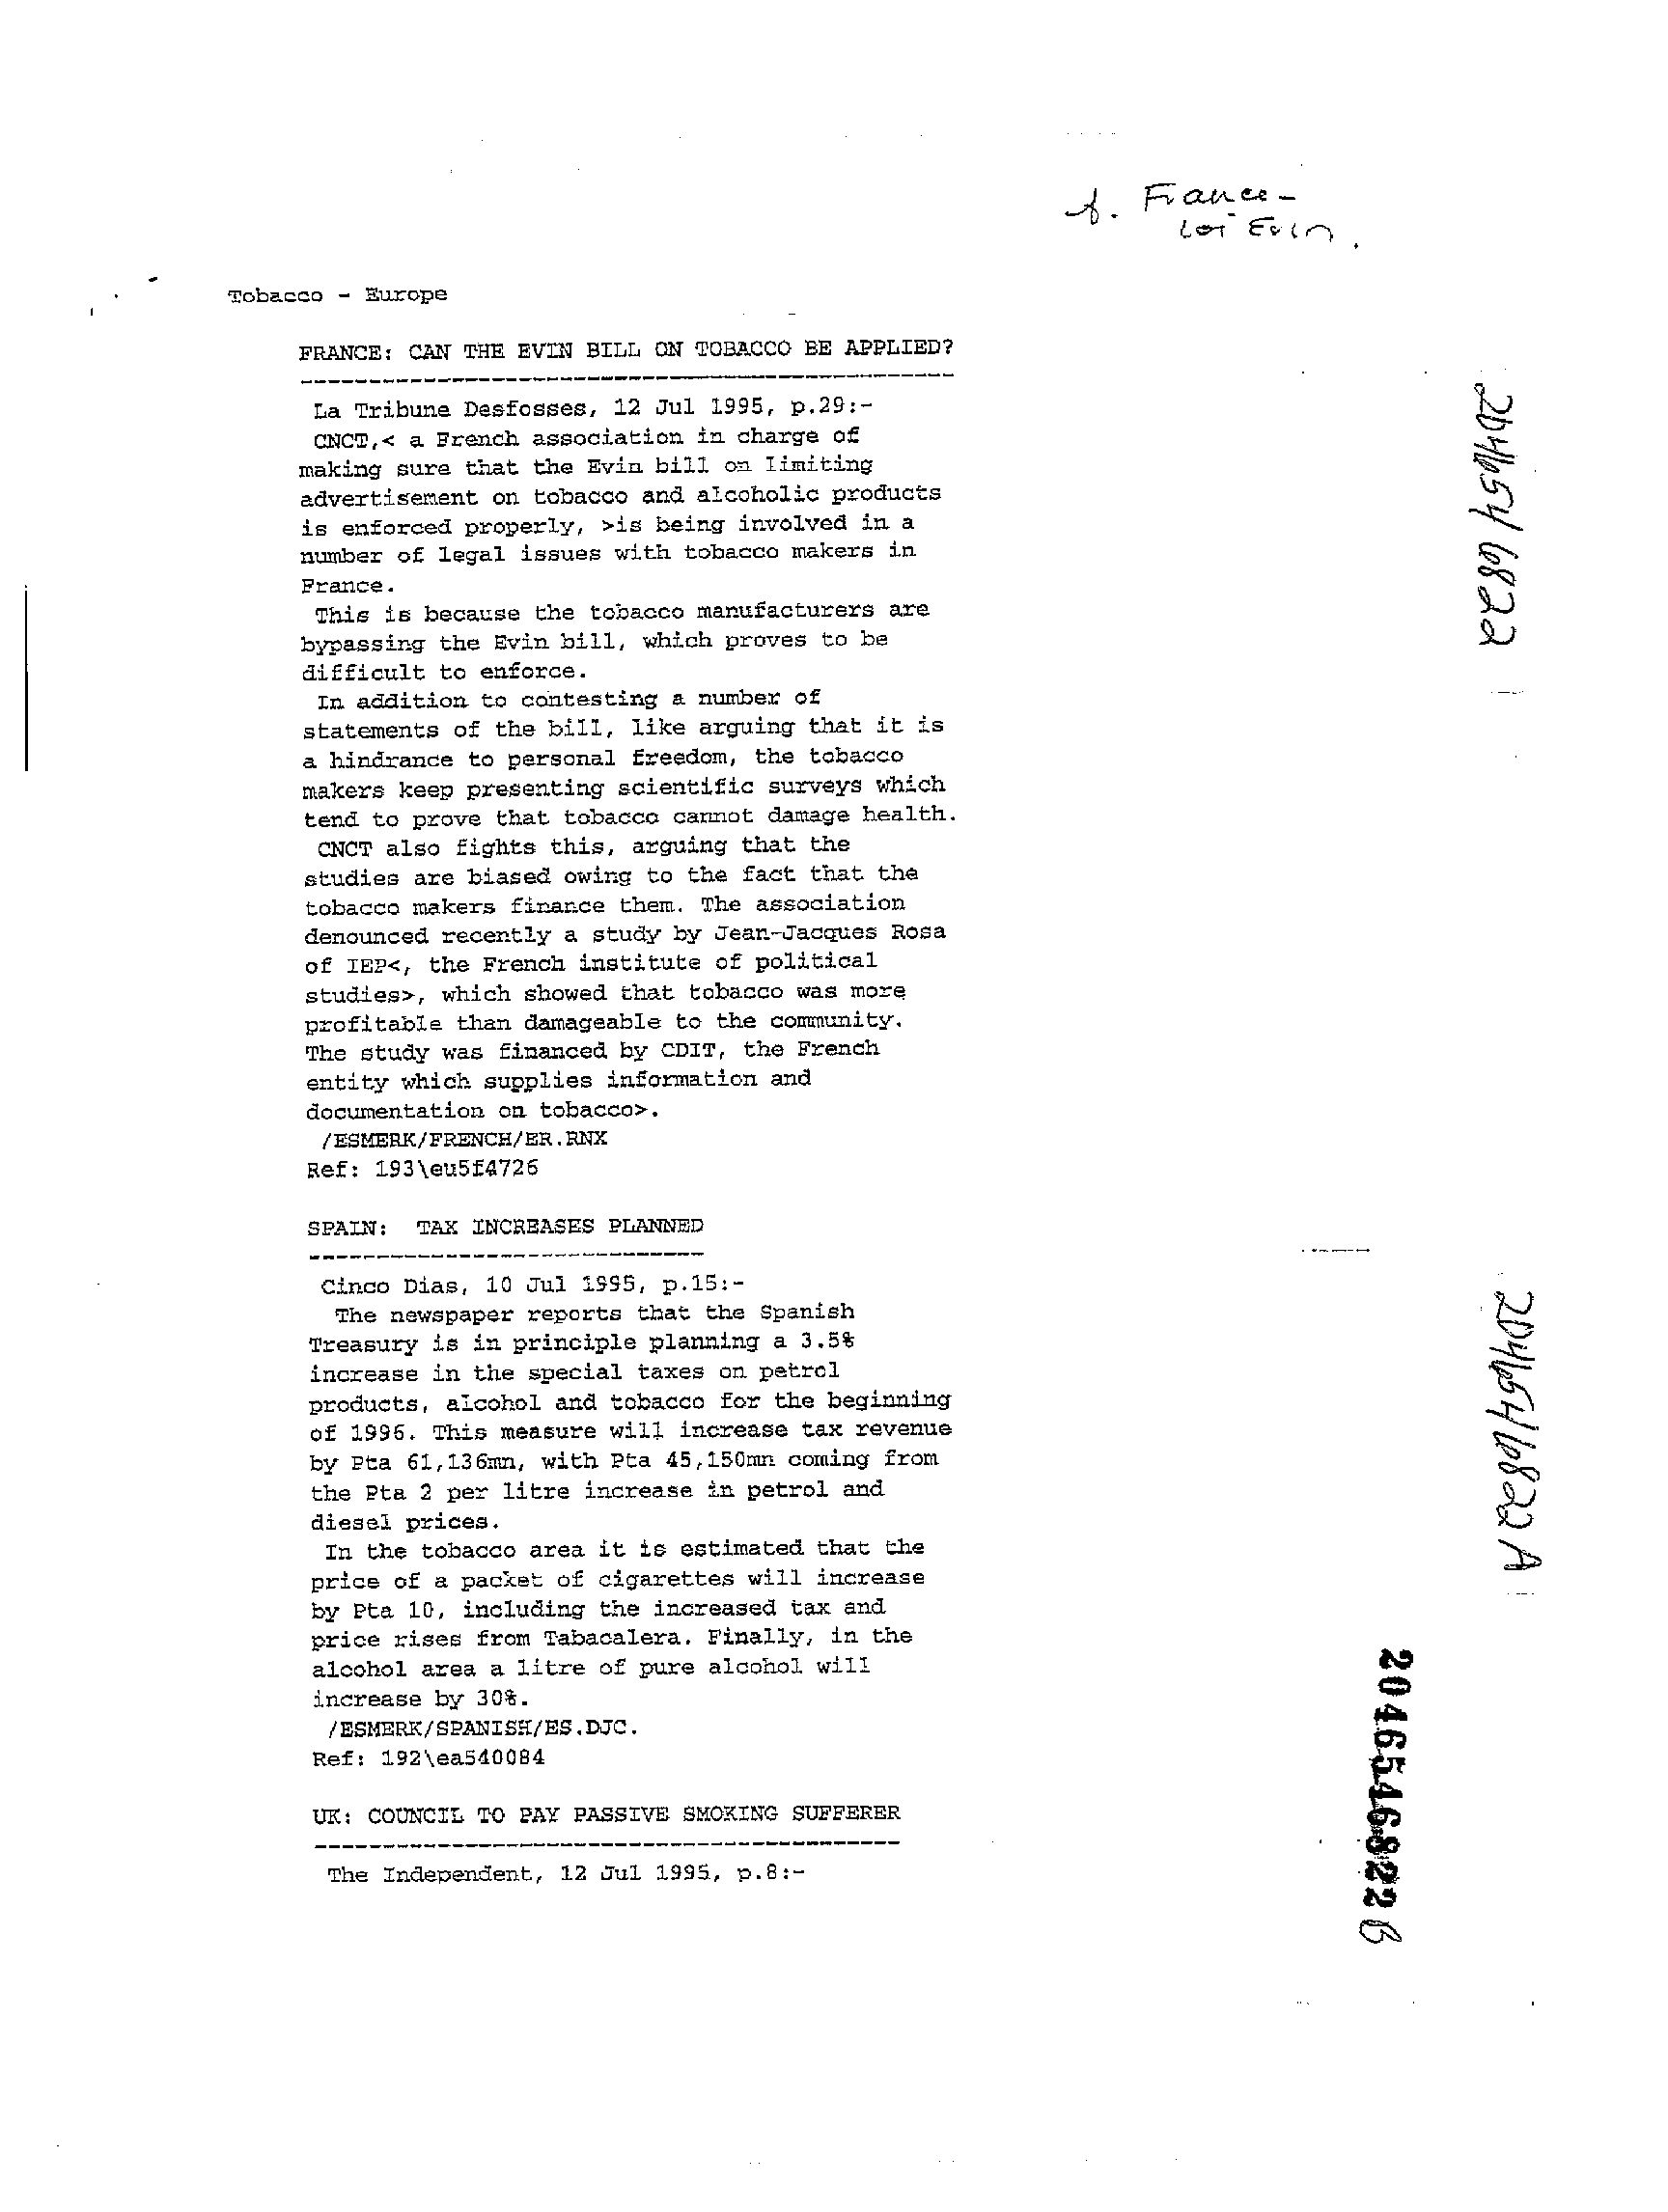 France-
Loi Evin.
Tobacco - Europe
FRANCE: CAN THE EVIN BILL ON TOBACCO BE APPLIED?
------------------------------------------------
La Tribune Desfosses, 12 Jul 1995, p.29:-
CNCT,< a French association in charge of
making sure that the Evin bill on limiting
advertisement on tobacco and alcoholic products
is enforced properly, >is being involved in a
number of legal issues with tobacco makers in
France.
This is because the tobacco manufacturers are
bypassing the Evin bill, which proves to be
difficult to enforce.
In addition to contesting a number of
statements of the bill, like arguing that it is
a hindrance to personal freedom, the tobacco
makers keep presenting scientific surveys which
tend to prove that tobacco cannot damage health.
CNCT also fights this, arguing that the
studies are biased owing to the fact that the
tobacco makers finance them. The association
denounced recently a study by Jean-Jacques Rosa
of IEP<, the French institute of political
studies>, which showed that tobacco was more
profitable than damageable to the community.
The study was financed by CDIT, the French
entity which supplies information and
documentation on tobacco>.
/ESMERK/FRENCH/ER.RNX
Ref: 193\eu5f4726
SPAIN: TAX INCREASES PLANNED
-----------------------------
Cinco Dias, 10 Jul 1995, p.15:-
The newspaper reports that the Spanish
Treasury is in principle planning a 3.5%
increase in the special taxes on petrol
products, alcohol and tobacco for the beginning
of 1996. This measure will increase tax revenue
by Pta 61,136mn, with Pta 45,150mn coming from
the Pta 2 per litre increase in petrol and
diesel prices.
In the tobacco area it is estimated that the
price of a packet of cigarettes will increase
by Pta 10, including the increased tax and
price rises from Tabacalera. Finally, in the
alcohol area a litre of pure alcohol will
increase by 30%.
/ESMERK/SPANISH/ES.DJC.
Ref: 192\ea540084
UK: COUNCIL TO PAY PASSIVE SMOKING SUFFERER
-------------------------------------------
The Independent, 12 Jul 1995, p.8:-
2046546822
2046546822A
2046546822B